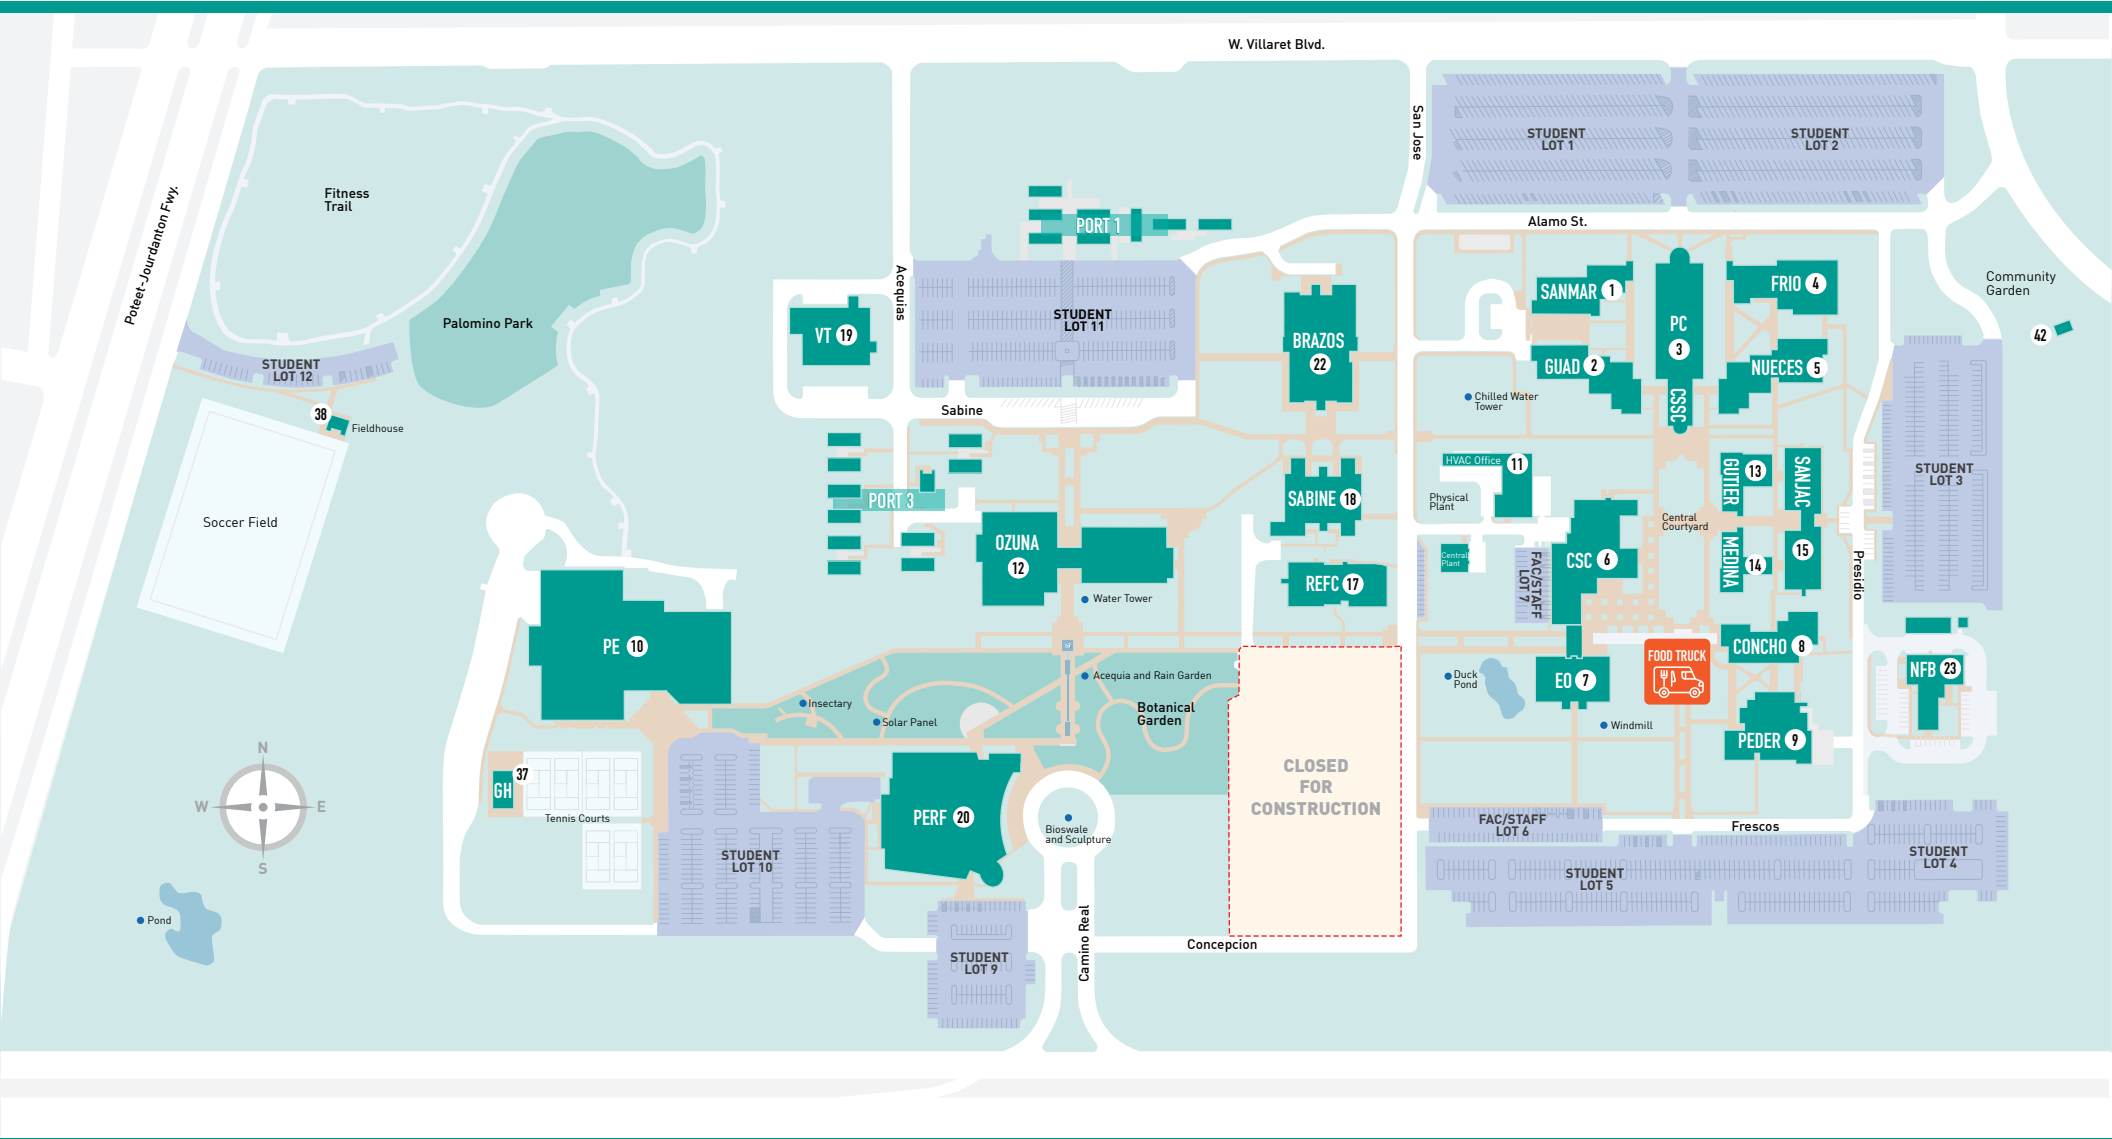 W. Villaret Blvd.
San Jose
STUDENT
LOT 1
STUDENT
LOT 2
Fitness
Trail
Poteet-Jourdanton Fwy.
PORT 1
Alamo St.
Acequias
Community
Garden
SANMAR 1
FRIO 4
PC
3
Palomino Park
VT 19
STUDENT
LOT 11
BRAZOS
22
42
GUAD 2
NUECES 5
STUDENT
LOT 12
CSSC
Chilled Water
Tower
38
Fieldhouse
Sabine
HVAC Office
11
GUTIER
13
SANJAC
STUDENT
LOT 3
PORT 3
SABINE 18
Physical
Plant
Soccer Field
Central
Courtyard
OZUNA
12
Central
Plant
FAC/STAFF
LOT 7
CSC 6
MEDINA
14
15
Presidio
REFC 17
Water Tower
PE 10
CONCHO 8
FOOD TRUCK
Duck
Pond
EO 7
NFB 23
Acequia and Rain Garden
Insectary
Solar Panel
Botanical
Garden
Windmill
PEDER 9
CLOSED
FOR
CONSTRUCTION
N
W
E
S
37
GH
Tennis Courts
PERF 20
Bioswale
and Sculpture
FAC/STAFF
LOT 6
Frescos
STUDENT
LOT 10
STUDENT
LOT 4
STUDENT
LOT 5
Pond
Camino Real
Concepcion
STUDENT
LOT 9